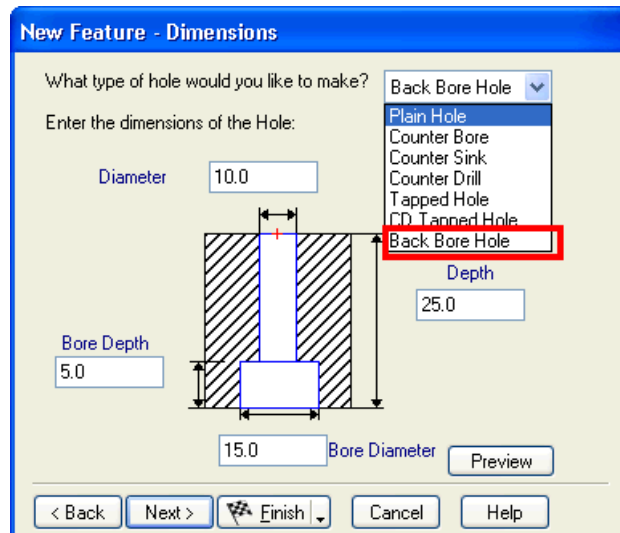 New Feature - Dimensions
What type of hole would you like to make?
Back Bore Hole
Plain Hole
Counter Bore
Counter Sink
Counter Drill
Tapped Hole
CD Tapped Hole
Back Bore Hole
Enter the dimensions of the Hole:
Diameter
10.0
Depth
25.0
Bore Depth
5.0
15.0
Bore Diameter
Preview
< Back
Next >
Finish
Cancel
Help